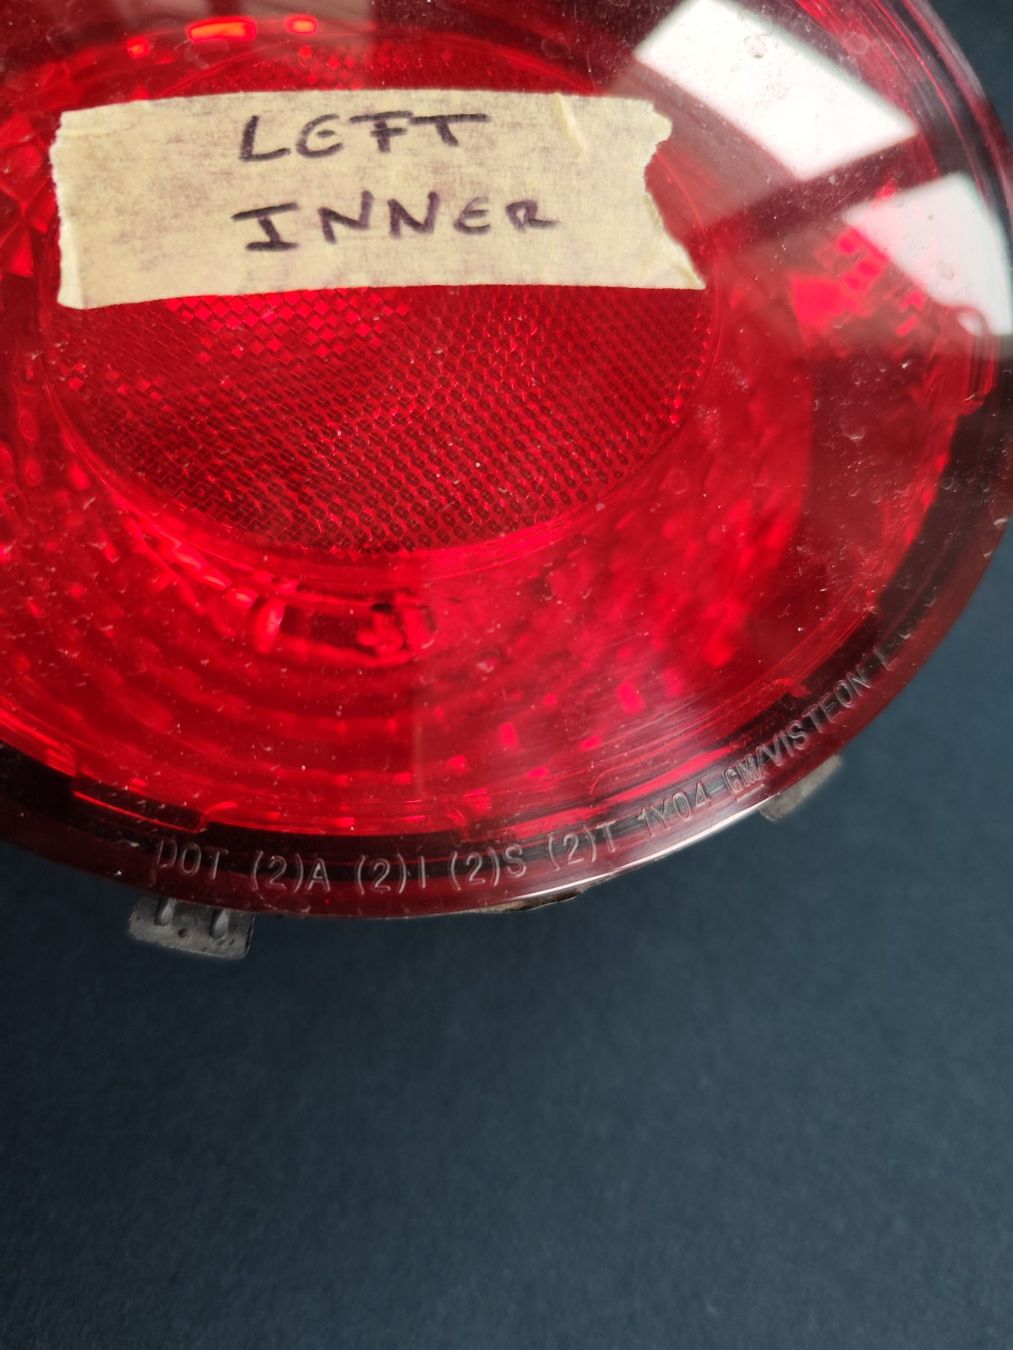 LEFT
INNER
DOT (2)A (2)I (2)S (2)T 1Y04 GM/VISTEON L